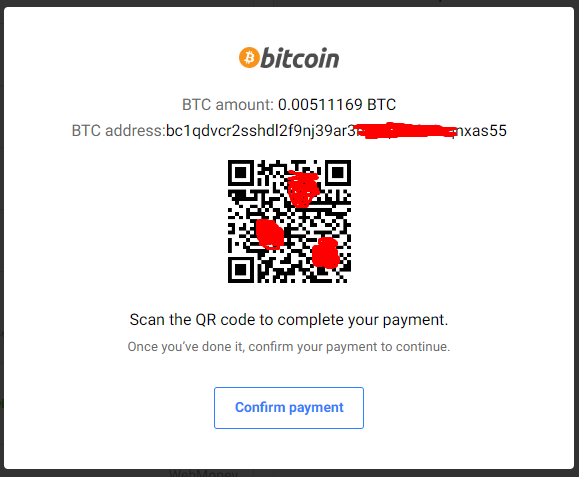 bitcoin
BTC amount: 0.00511169 BTC
BTC address:bc1qdvcr2sshdl2f9nj39ar3 nxas55
Scan the QR code to complete your payment.
Once you've done it, confirm your payment to continue.
Confirm payment
WebMoney